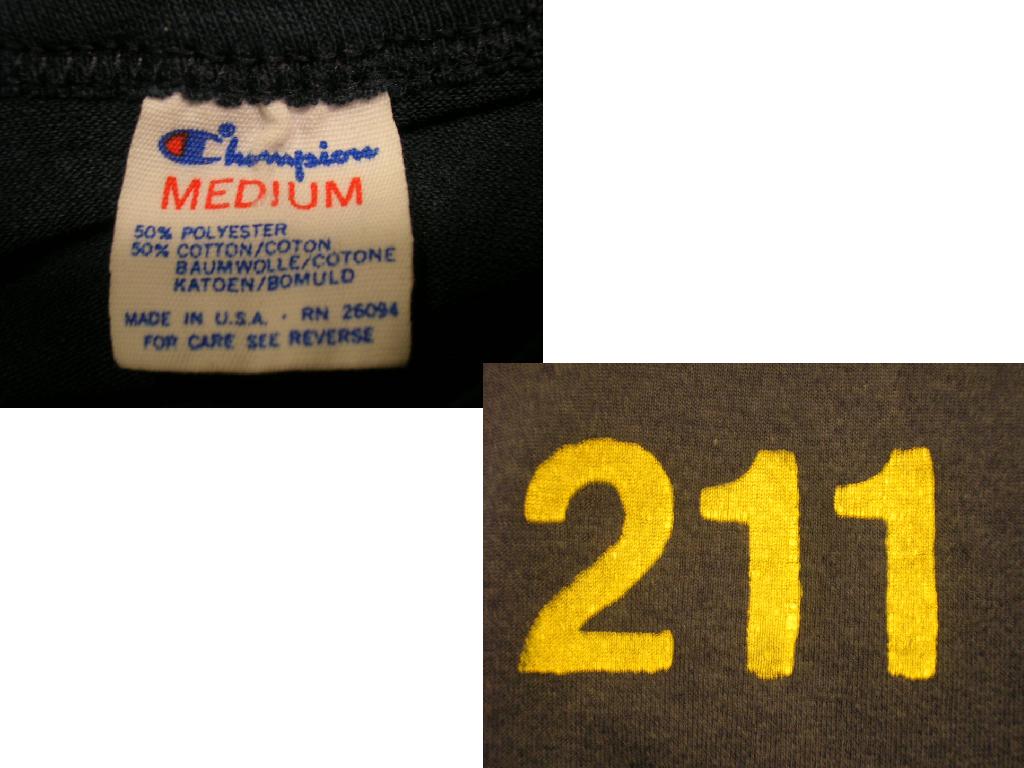 Champion
MEDIUM
50% POLYESTER
50% COTTON/COTON
BAUMWOLLE/COTONE
KATOEN/BOMULD
MADE IN U.S.A. · RN 26094
FOR CARE SEE REVERSE
211